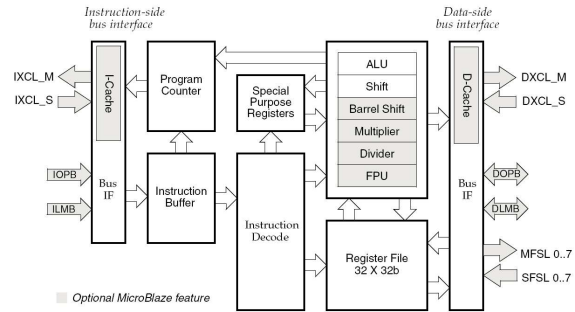 Instruction-side
bus interface
Data-side
bus interface
IXCL_M
IXCL_S
I-Cache
Program
Counter
Special
Purpose
Registers
ALU
Shift
Barrel Shift
Multiplier
Divider
FPU
D-Cache
DXCL_M
DXCL_S
IOPB
ILMB
Bus
IF
Instruction
Buffer
Instruction
Decode
Register File
32 X 32b
Bus
IF
DOPB
DLMB
MFSL 0..7
SFSL 0..7
Optional MicroBlaze feature